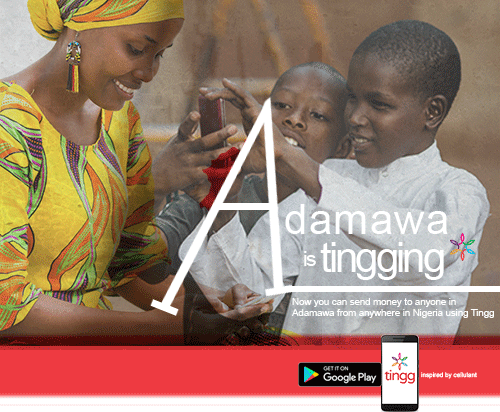 Adamawa
is tingging
Now you can send money to anyone in
Adamawa from anywhere in Nigeria using Tingg
GET IT ON
Google Play
tingg
inspired by cellulant